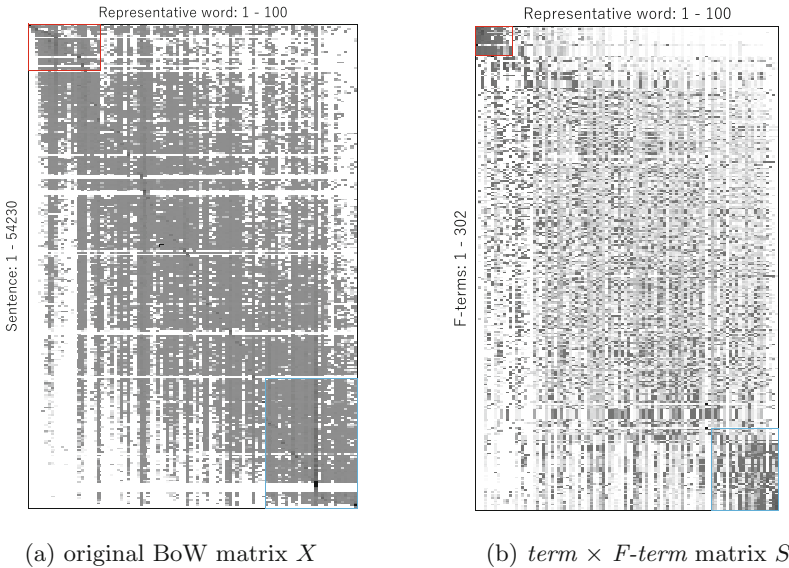 Representative word: 1 - 100
Sentence: 1 - 54230
(a) original BoW matrix X
Representative word: 1 - 100
F-terms: 1 - 302
(b) term × F-term matrix S